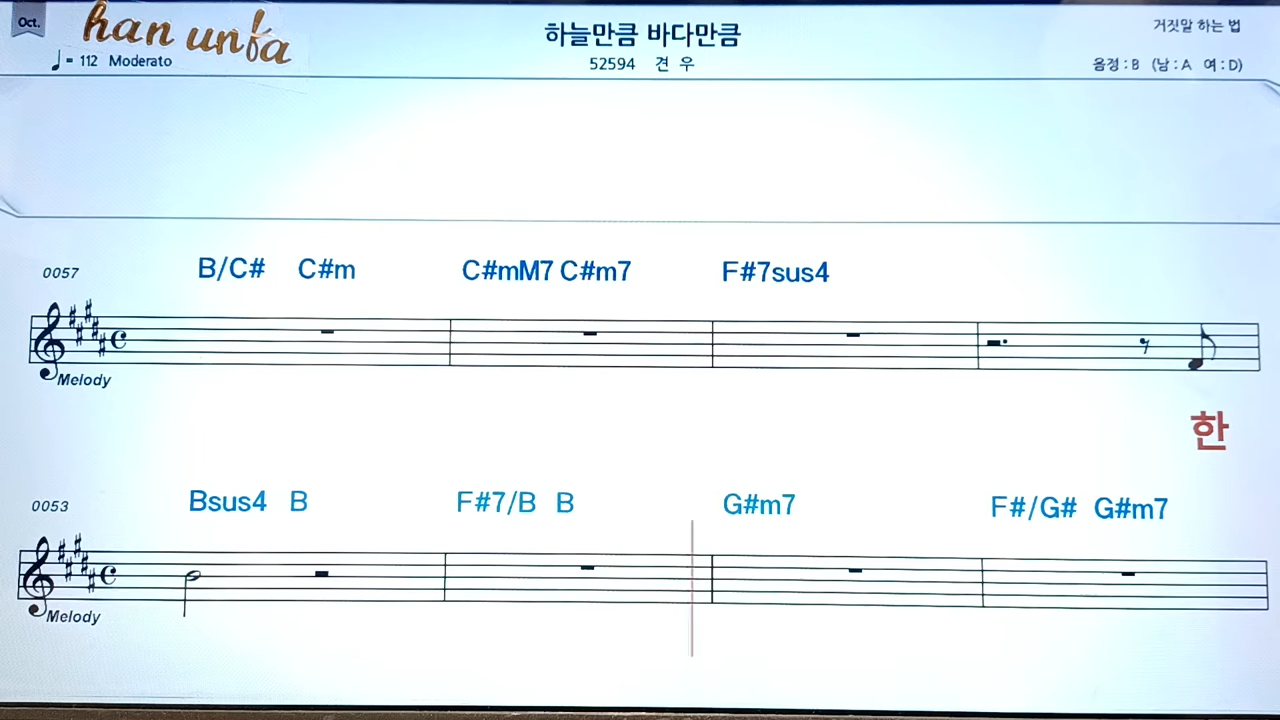 Oct.
han unfa
하늘만큼 바다만큼
거짓말 하는 법
= 112 Moderato
52594 견 우
음정 : B (남 : A 여 : D)
0057
B/C# C#m C#mM7 C#m7 F#7sus4
Melody
한
0053
Bsus4 B F#7/B B G#m7 F#/G# G#m7
Melody